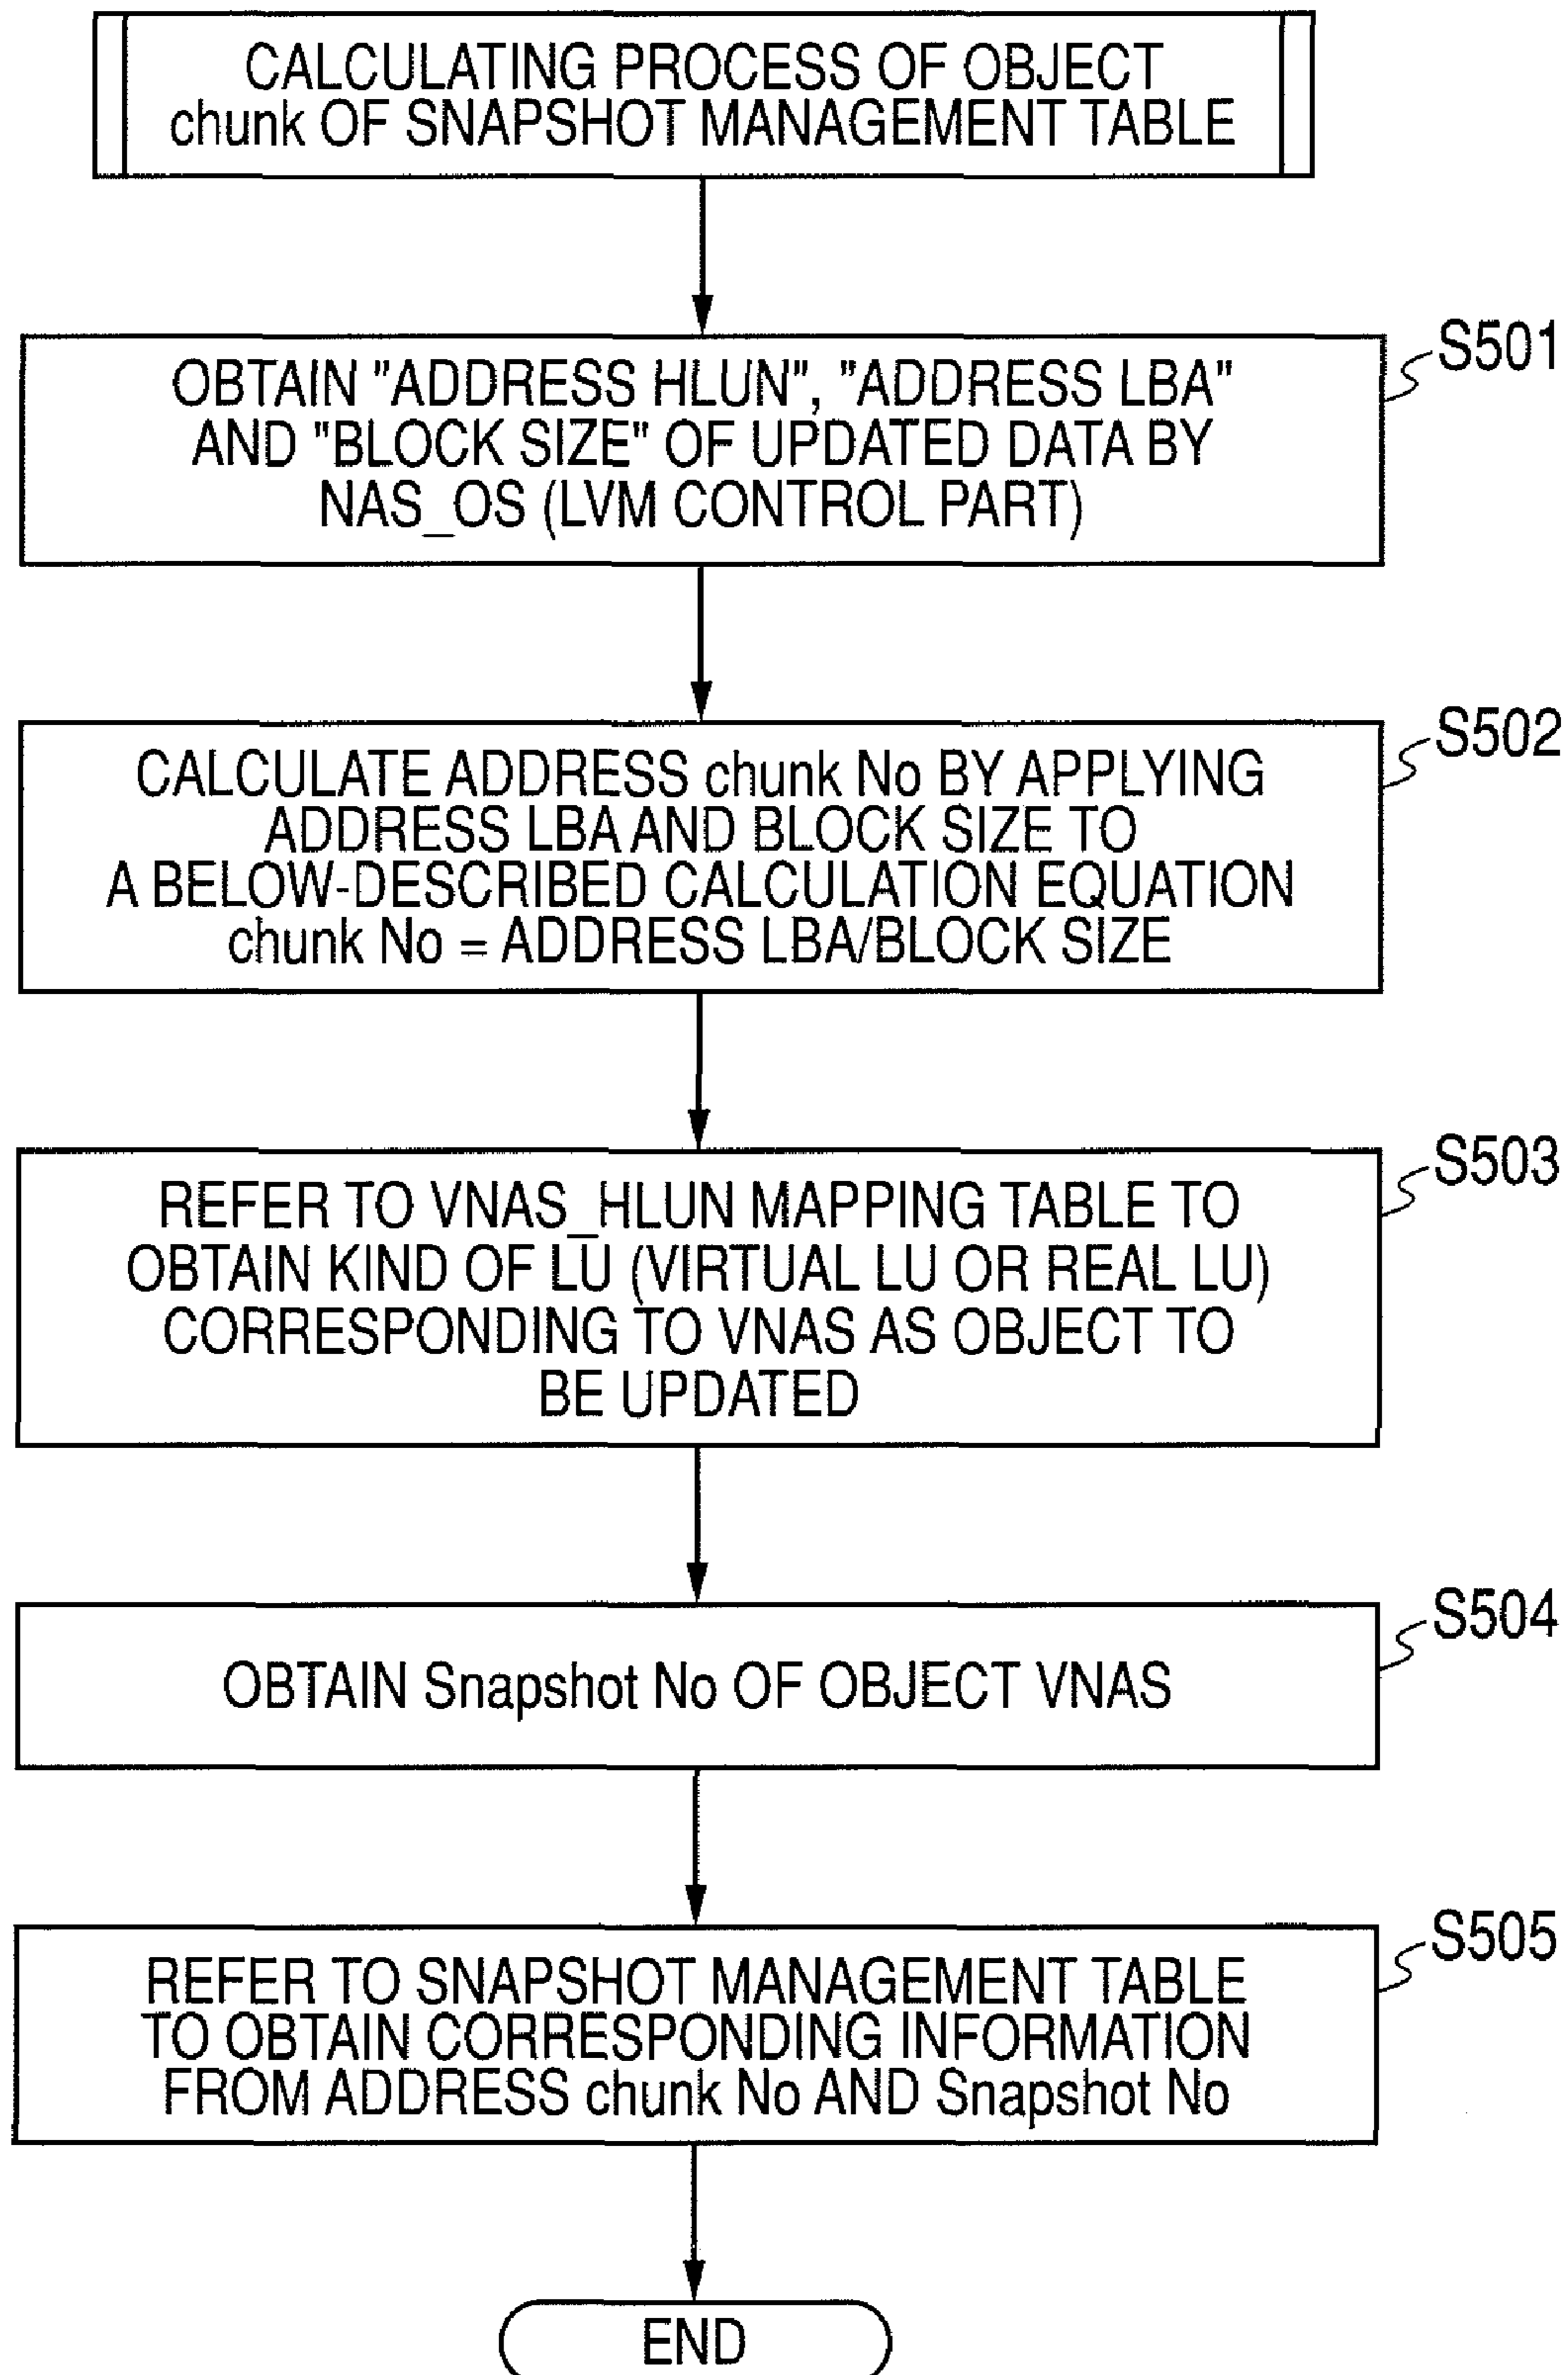 CALCULATING PROCESS OF OBJECT
chunk OF SNAPSHOT MANAGEMENT TABLE
S501
OBTAIN "ADDRESS HLUN", "ADDRESS LBA"
AND "BLOCK SIZE" OF UPDATED DATA BY
NAS_OS (LVM CONTROL PART)
S502
CALCULATE ADDRESS chunk No BY APPLYING
ADDRESS LBA AND BLOCK SIZE TO
A BELOW-DESCRIBED CALCULATION EQUATION
chunk No = ADDRESS LBA/BLOCK SIZE
S503
REFER TO VNAS_HLUN MAPPING TABLE TO
OBTAIN KIND OF LU (VIRTUAL LU OR REAL LU)
CORRESPONDING TO VNAS AS OBJECT TO
BE UPDATED
S504
OBTAIN Snapshot No OF OBJECT VNAS
S505
REFER TO SNAPSHOT MANAGEMENT TABLE
TO OBTAIN CORRESPONDING INFORMATION
FROM ADDRESS chunk No AND Snapshot No
END